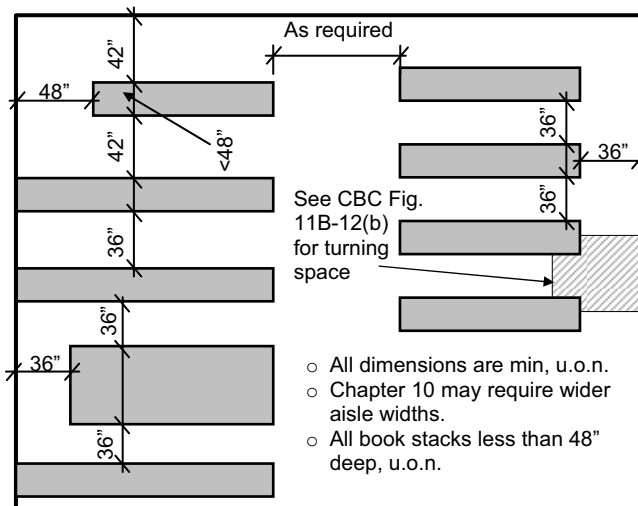 As required
42”
48”
<48”
42”
36”
36”
36”
36”
36”
36”
36”
See CBC Fig.
11B-12(b)
for turning
space
○ All dimensions are min, u.o.n.
○ Chapter 10 may require wider
aisle widths.
○ All book stacks less than 48”
deep, u.o.n.